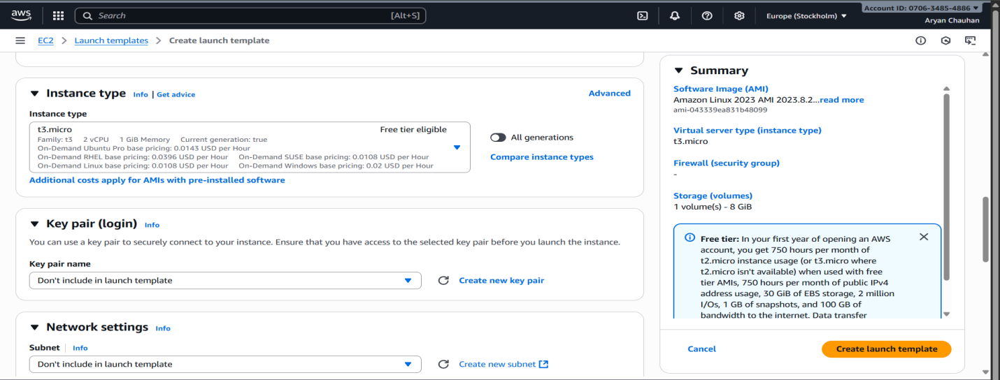 aws
Search [Alt+S]
Europe (Stockholm)
Account ID: 0706-3485-4886
Aryan Chauhan
EC2 > Launch templates > Create launch template
Instance type Info | Get advice
Advanced
Instance type
t3.micro Free tier eligible
Family: t3 2 vCPU 1 GiB Memory Current generation: true
On-Demand Ubuntu Pro base pricing: 0.0143 USD per Hour
On-Demand RHEL base pricing: 0.0396 USD per Hour On-Demand SUSE base pricing: 0.0108 USD per Hour
On-Demand Linux base pricing: 0.0108 USD per Hour On-Demand Windows base pricing: 0.02 USD per Hour
All generations
Compare instance types
Additional costs apply for AMIs with pre-installed software
Key pair (login) Info
You can use a key pair to securely connect to your instance. Ensure that you have access to the selected key pair before you launch the instance.
Key pair name
Don't include in launch template
Create new key pair
Network settings Info
Subnet Info
Don't include in launch template
Create new subnet
Summary
Software Image (AMI)
Amazon Linux 2023 AMI 2023.8.2...read more
ami-043339ea831b48099
Virtual server type (instance type)
t3.micro
Firewall (security group)
-
Storage (volumes)
1 volume(s) - 8 GiB
Free tier: In your first year of opening an AWS
account, you get 750 hours per month of
t2.micro instance usage (or t3.micro where
t2.micro isn't available) when used with free
tier AMIs, 750 hours per month of public IPv4
address usage, 30 GiB of EBS storage, 2 million
I/Os, 1 GB of snapshots, and 100 GB of
bandwidth to the internet. Data transfer
Cancel
Create launch template